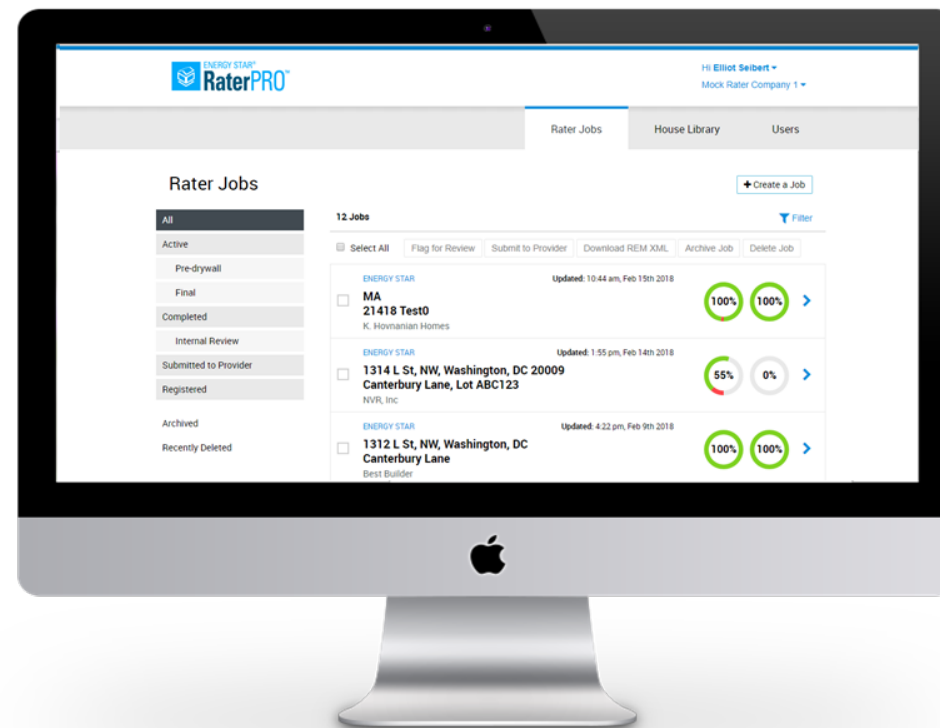 ENERGY STAR®
RaterPRO™
Hi Elliot Seibert
Mock Rater Company 1
Rater Jobs
House Library
Users
Rater Jobs
+ Create a Job
All
Active
Pre-drywall
Final
Completed
Internal Review
Submitted to Provider
Registered
Archived
Recently Deleted
12 Jobs
Filter
Select All
Flag for Review
Submit to Provider
Download REM XML
Archive Job
Delete Job
ENERGY STAR
Updated: 10:44 am, Feb 15th 2018
MA
21418 Test0
K. Hovnanian Homes
100%
100%
ENERGY STAR
Updated: 1:55 pm, Feb 14th 2018
1314 L St, NW, Washington, DC 20009
Canterbury Lane, Lot ABC123
NVR, Inc
55%
0%
ENERGY STAR
Updated: 4:22 pm, Feb 9th 2018
1312 L St, NW, Washington, DC
Canterbury Lane
Best Builder
100%
100%